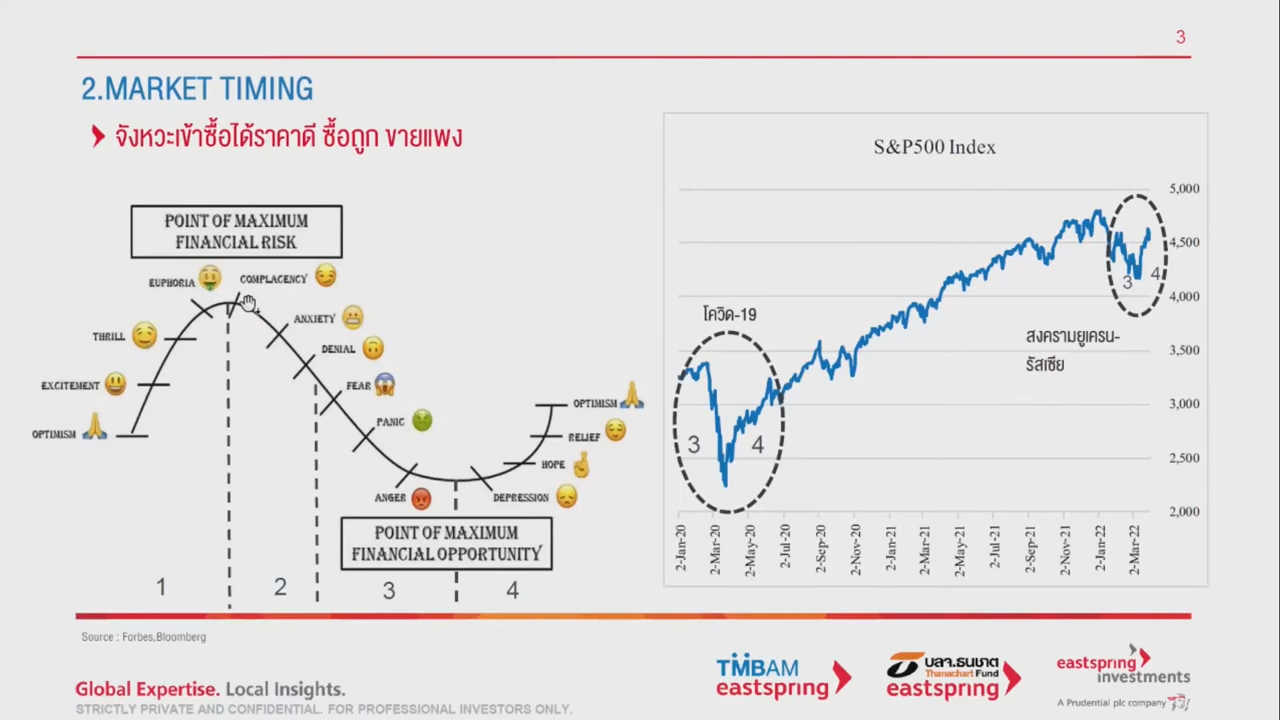 3
2.MARKET TIMING
จังหวะเข้าซื้อได้ราคาดี ซื้อถูก ขายแพง
POINT OF MAXIMUM
FINANCIAL RISK
EUPHORIA
COMPLACENCY
THRILL
ANXIETY
DENIAL
EXCITEMENT
FEAR
OPTIMISM
PANIC
OPTIMISM
RELIEF
HOPE
ANGER
DEPRESSION
POINT OF MAXIMUM
FINANCIAL OPPORTUNITY
1
2
3
4
S&P500 Index
5,000
4,500
4,000
3,500
3,000
2,500
2,000
โควิด-19
3
4
สงครามยูเครน-
รัสเซีย
3
4
2-Jan-20
2-Mar-20
2-May-20
2-Jul-20
2-Sep-20
2-Nov-20
2-Jan-21
2-Mar-21
2-May-21
2-Jul-21
2-Sep-21
2-Nov-21
2-Jan-22
2-Mar-22
Source : Forbes,Bloomberg
Global Expertise. Local Insights.
STRICTLY PRIVATE AND CONFIDENTIAL. FOR PROFESSIONAL INVESTORS ONLY.
TMBAM
eastspring
บลจ.ธนชาต
Thanachart Fund
eastspring
eastspring
investments
A Prudential plc company